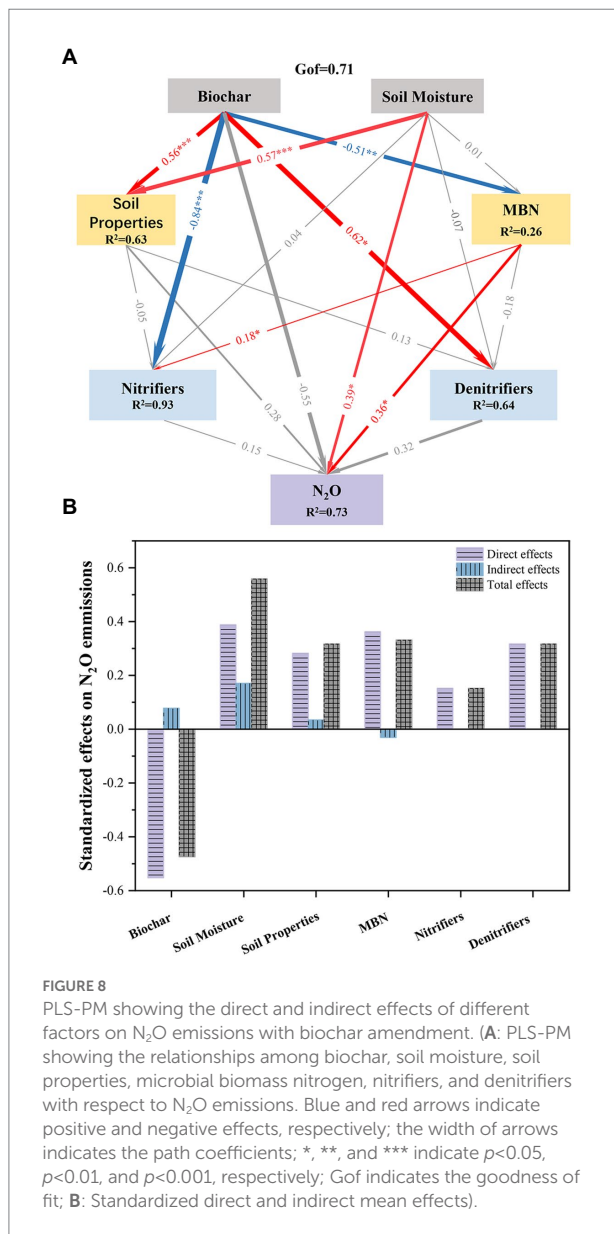 A
Gof=0.71
Biochar
Soil Moisture
0.56***
0.57***
-0.51**
0.01
Soil
Properties
R²=0.63
-0.84***
0.04
0.62*
-0.07
MBN
R²=0.26
-0.05
0.18*
0.13
-0.18
Nitrifiers
R²=0.93
0.28
-0.55
0.39*
0.36*
Denitrifiers
R²=0.64
0.15
0.32
N₂O
R²=0.73
B
Standardized effects on N₂O emmissions
0.6
0.4
0.2
0.0
-0.2
-0.4
-0.6
Direct effects
Indirect effects
Total effects
Biochar
Soil Moisture
Soil Properties
MBN
Nitrifiers
Denitrifiers
FIGURE 8
PLS-PM showing the direct and indirect effects of different
factors on N₂O emissions with biochar amendment. (A: PLS-PM
showing the relationships among biochar, soil moisture, soil
properties, microbial biomass nitrogen, nitrifiers, and denitrifiers
with respect to N₂O emissions. Blue and red arrows indicate
positive and negative effects, respectively; the width of arrows
indicates the path coefficients; *, **, and *** indicate p<0.05,
p<0.01, and p<0.001, respectively; Gof indicates the goodness of
fit; B: Standardized direct and indirect mean effects).